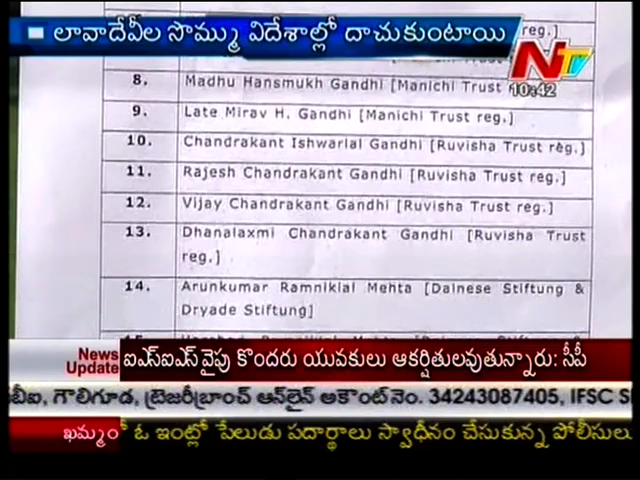 లావాదేవీల సొమ్ము విదేశాల్లో దాచుకుంటాయి
reg.]
NTV
10:42
8. Madhu Hansmukh Gandhi [Manichi Trust
9. Late Mirav H. Gandhi [Manichi Trust reg.]
10. Chandrakant Ishwarlal Gandhi [Ruvisha Trust reg.]
11. Rajesh Chandrakant Gandhi [Ruvisha Trust reg.]
12. Vijay Chandrakant Gandhi [Ruvisha Trust reg.]
13. Dhanalaxmi Chandrakant Gandhi [Ruvisha Trust
reg.]
14. Arunkumar Ramniklal Mehta [Dainese Stiftung &
Dryade Stiftung]
News
Update
ఐఎస్ఐఎస్ వైపు కొందరు యువకులు ఆకర్షితులవుతున్నారు: సీపీ
బీఐ, గౌలిగూడ, ట్రెజరీబ్రాంచ్ ఆన్‌లైన్ అకౌంట్ నెం. 34243087405, IFSC
ఖమ్మం ఓ ఇంట్లో పేలుడు పదార్థాలు స్వాధీనం చేసుకున్న పోలీసులు